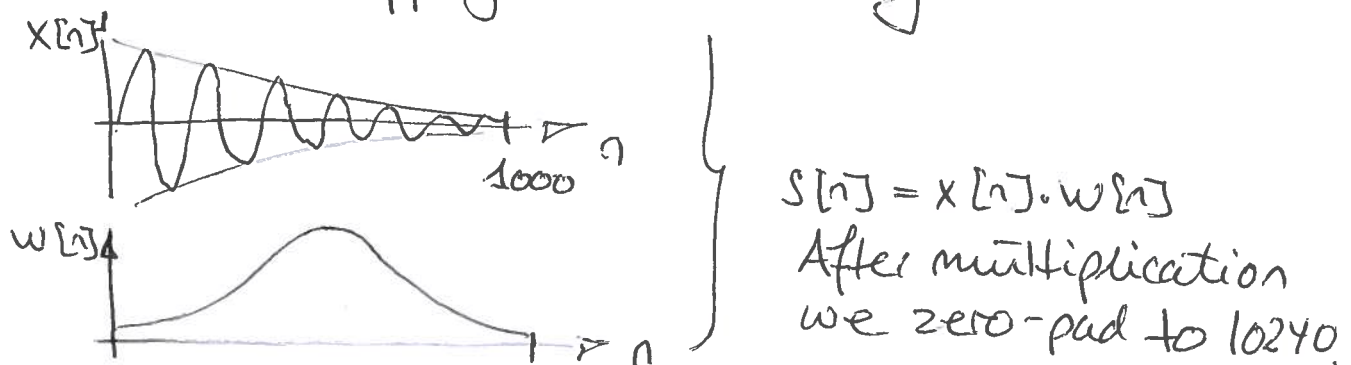 x[n]
n
1000
w[n]
n
s[n] = x[n].w[n]
After multiplication
we zero-pad to 10240.